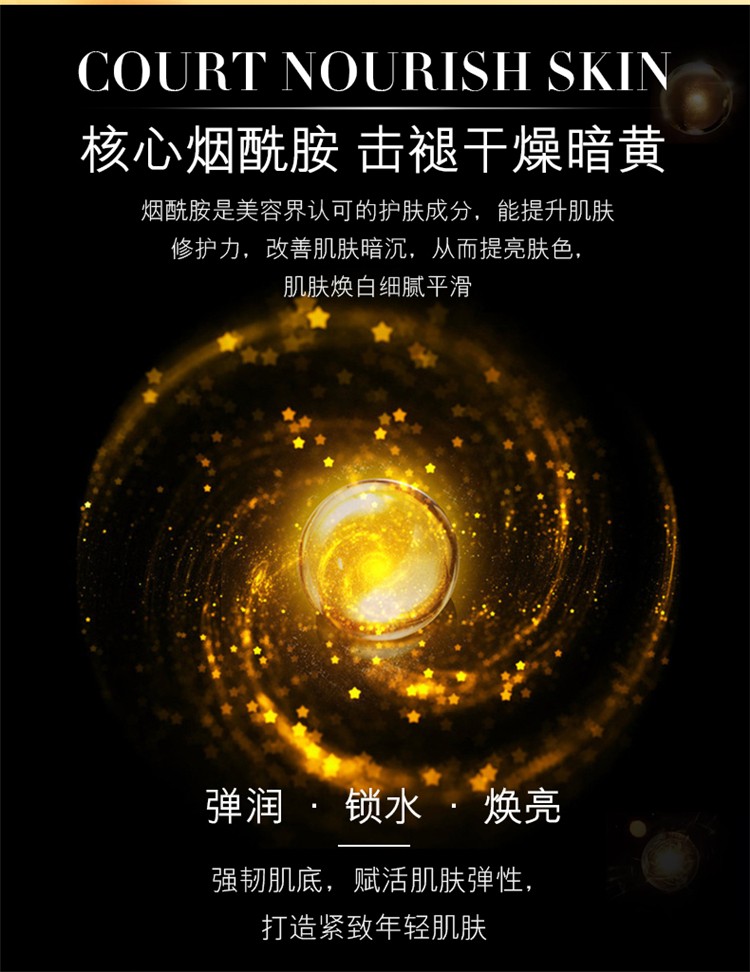 COURT NOURISH SKIN
核心烟酰胺 击褪干燥暗黄
烟酰胺是美容界认可的护肤成分，能提升肌肤
修护力，改善肌肤暗沉，从而提亮肤色，
肌肤焕白细腻平滑
弹润 · 锁水 · 焕亮
强韧肌底，赋活肌肤弹性，
打造紧致年轻肌肤